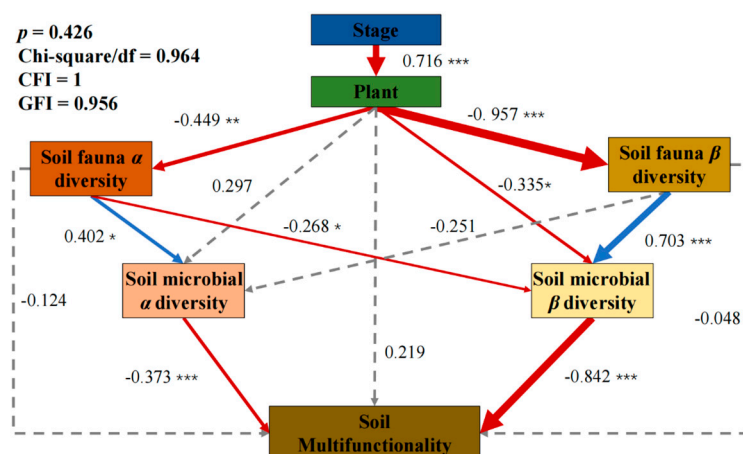 p = 0.426
Chi-square/df = 0.964
CFI = 1
GFI = 0.956
Stage
0.716 ***
Plant
-0.449 **
-0. 957 ***
Soil fauna α
diversity
Soil fauna β
diversity
0.297
-0.335*
0.402 *
-0.268 *
-0.251
0.703 ***
Soil microbial
α diversity
Soil microbial
β diversity
-0.124
-0.048
0.219
-0.373 ***
-0.842 ***
Soil
Multifunctionality